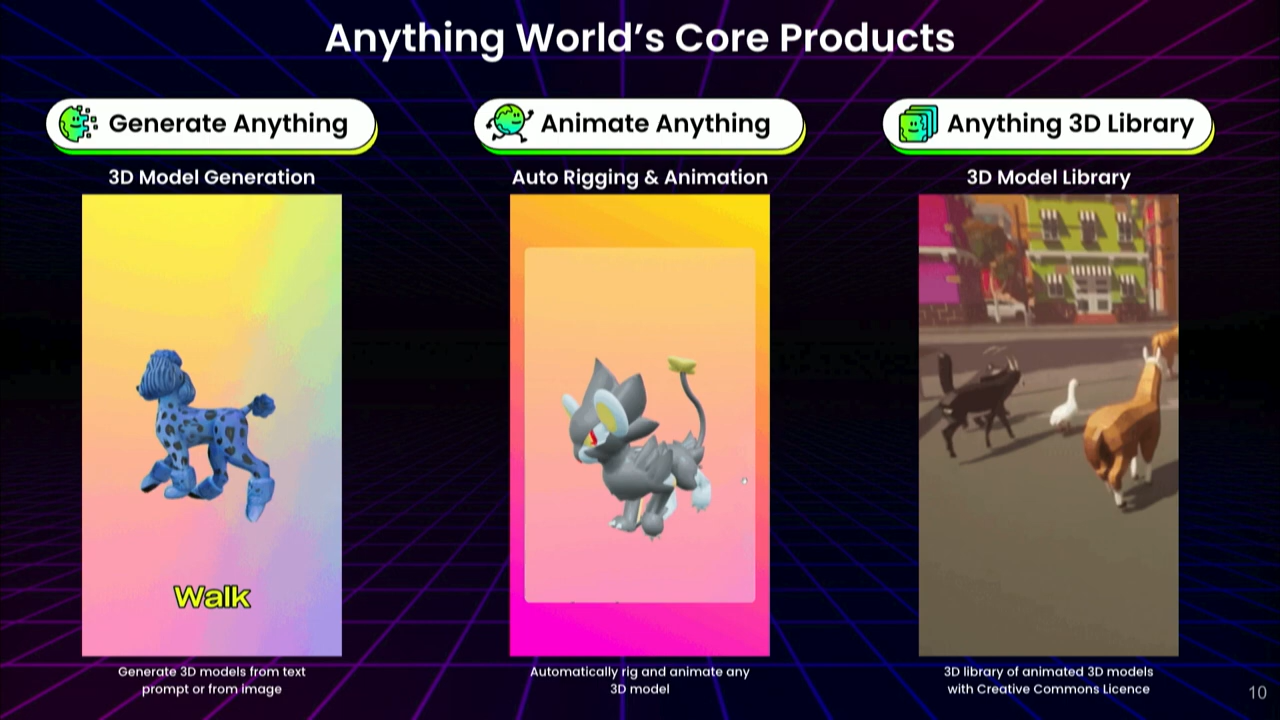 Anything World’s Core Products
Generate Anything
3D Model Generation
Walk
Generate 3D models from text
prompt or from image
Animate Anything
Auto Rigging & Animation
Automatically rig and animate any
3D model
Anything 3D Library
3D Model Library
3D library of animated 3D models
with Creative Commons Licence
10